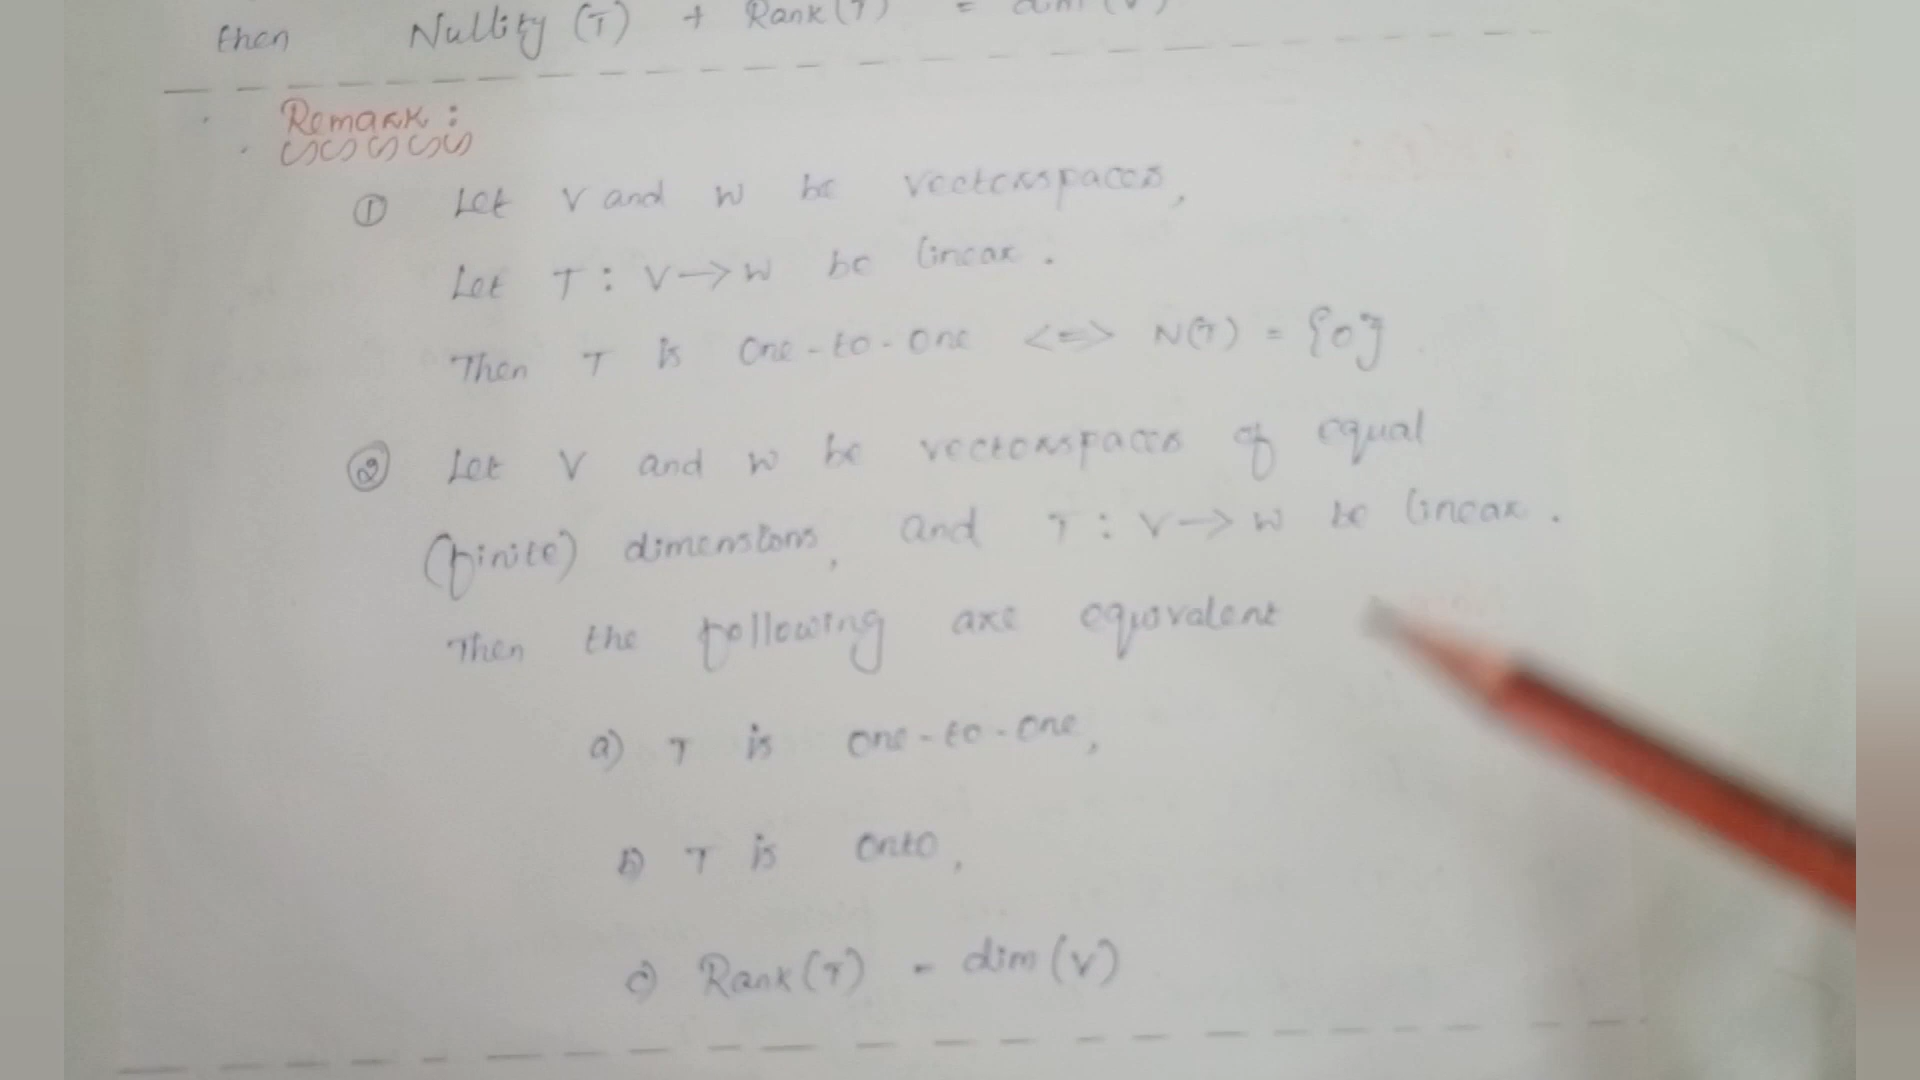 then Nullity (T) + Rank(T) = dim (V)
Remark:
① Let V and W be vectorspaces,
Let T : V → W be linear.
Then T is one-to-one <=> N(T) = {0}
② Let V and W be vectorspaces of equal
(finite) dimensions, and T : V → W be linear.
Then the following are equivalent
a) T is one-to-one,
b) T is onto,
c) Rank(T) = dim(V)